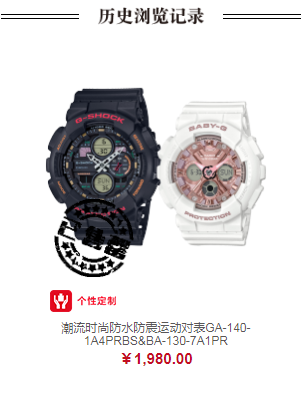 历史浏览记录
G-SHOCK
BABY-G
PROTECTION
个性定制
潮流时尚防水防震运动对表GA-140-
1A4PRBS&BA-130-7A1PR
¥1,980.00